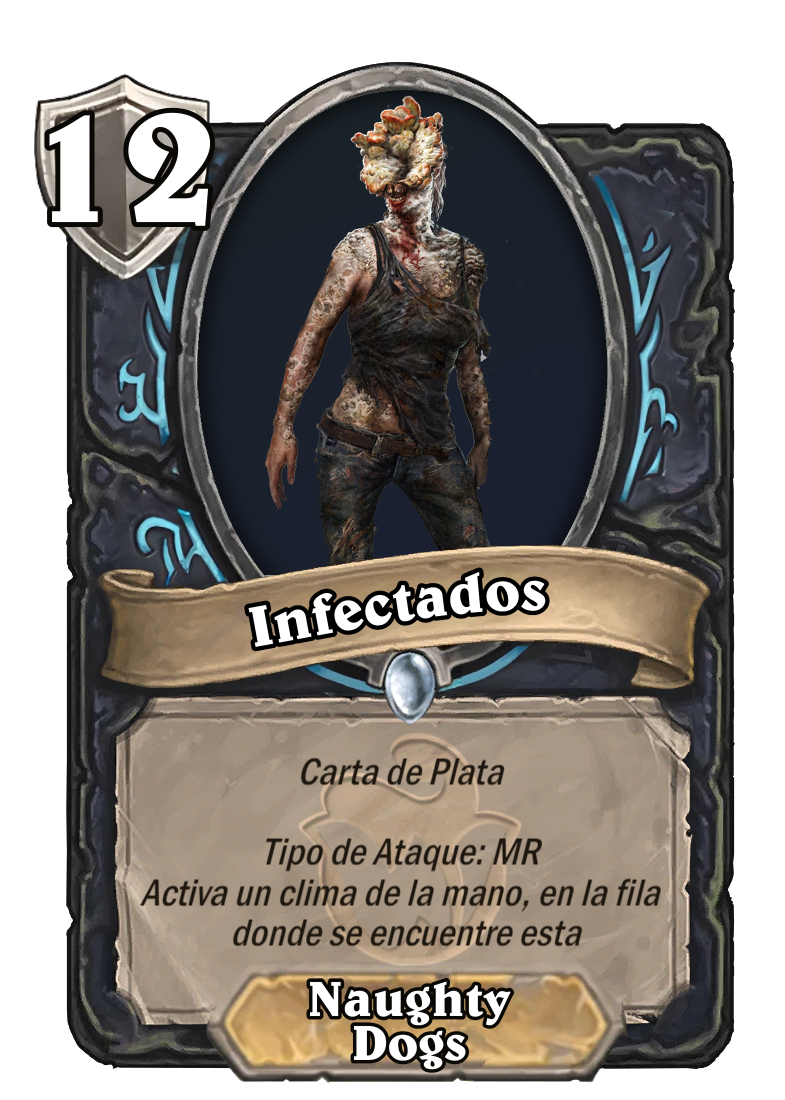 12
Infectados
Carta de Plata
Tipo de Ataque: MR
Activa un clima de la mano, en la fila
donde se encuentre esta
Naughty
Dogs